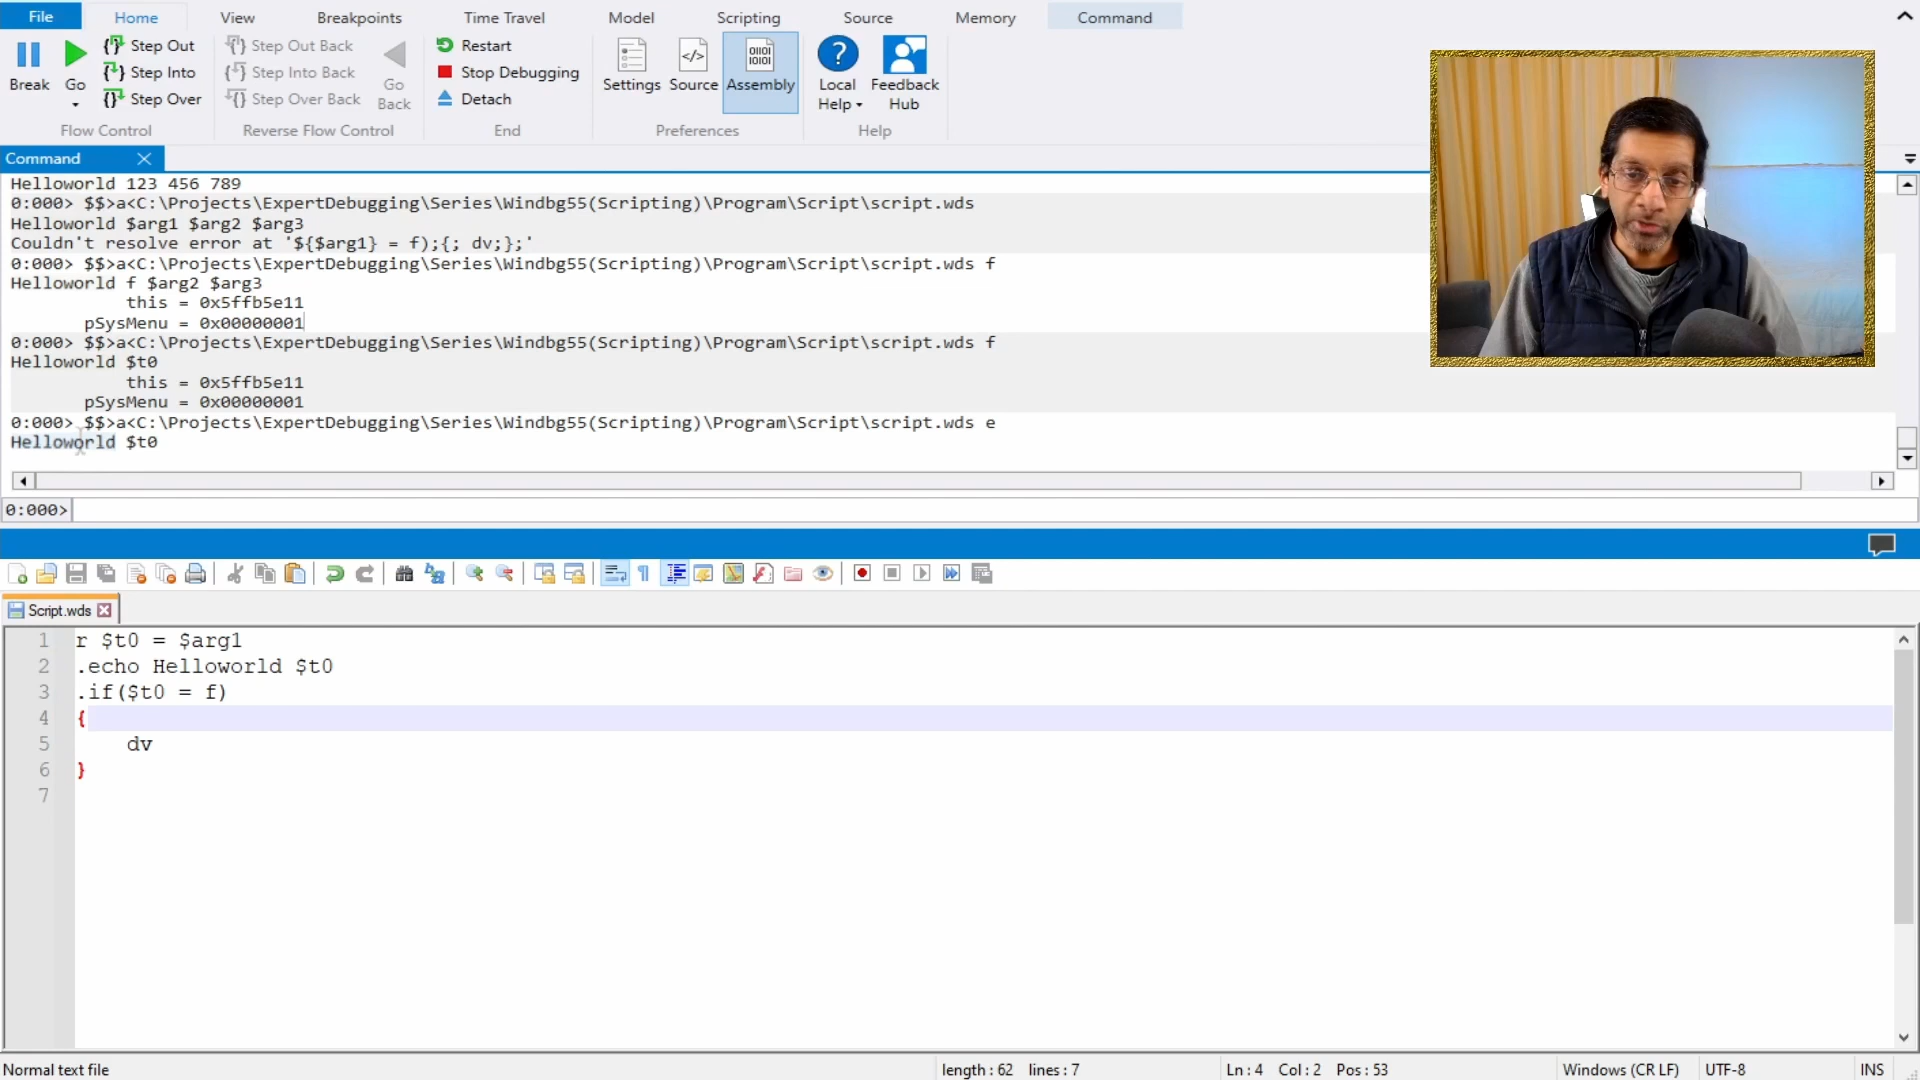 File Home View Breakpoints Time Travel Model Scripting Source Memory Command
Break
Go
Step Out
Step Into
Step Over
Flow Control
Step Out Back
Step Into Back
Step Over Back
Go Back
Reverse Flow Control
Restart
Stop Debugging
Detach
End
Settings Source Assembly
Preferences
Local Help
Feedback Hub
Help
Command
Helloworld 123 456 789
0:000> $$>a<C:\Projects\ExpertDebugging\Series\Windbg55(Scripting)\Program\Script\script.wds
Helloworld $arg1 $arg2 $arg3
Couldn't resolve error at '${$arg1} = f);{; dv;};'
0:000> $$>a<C:\Projects\ExpertDebugging\Series\Windbg55(Scripting)\Program\Script\script.wds f
Helloworld f $arg2 $arg3
this = 0x5ffb5e11
pSysMenu = 0x00000001
0:000> $$>a<C:\Projects\ExpertDebugging\Series\Windbg55(Scripting)\Program\Script\script.wds f
Helloworld $t0
this = 0x5ffb5e11
pSysMenu = 0x00000001
0:000> $$>a<C:\Projects\ExpertDebugging\Series\Windbg55(Scripting)\Program\Script\script.wds e
Helloworld $t0
0:000>
Script.wds
1 r $t0 = $arg1
2 .echo Helloworld $t0
3 .if($t0 = f)
4 {
5 dv
6 }
7
Normal text file length : 62 lines : 7 Ln : 4 Col : 2 Pos : 53 Windows (CR LF) UTF-8 INS